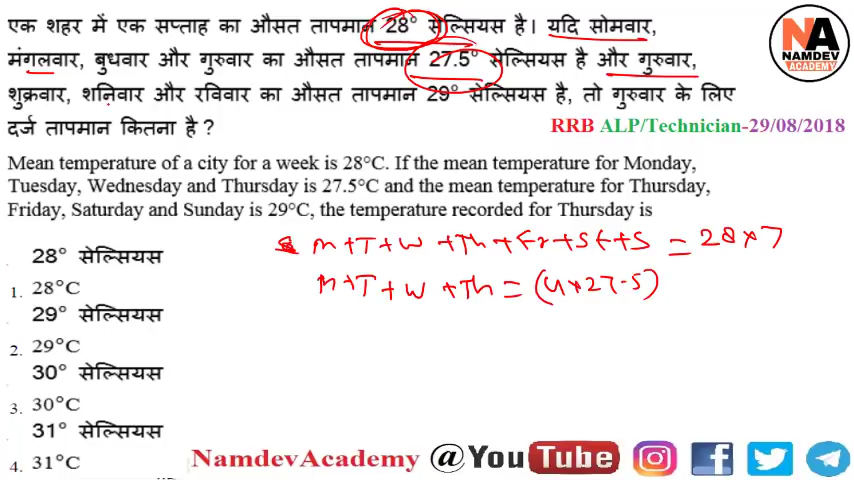 एक शहर में एक सप्ताह का औसत तापमान 28° सेल्सियस है। यदि सोमवार,
मंगलवार, बुधवार और गुरुवार का औसत तापमान 27.5° सेल्सियस है और गुरुवार,
शुक्रवार, शनिवार और रविवार का औसत तापमान 29° सेल्सियस है, तो गुरुवार के लिए
दर्ज तापमान कितना है ?
NA
NAMDEV
ACADEMY
RRB ALP/Technician-29/08/2018
Mean temperature of a city for a week is 28°C. If the mean temperature for Monday,
Tuesday, Wednesday and Thursday is 27.5°C and the mean temperature for Thursday,
Friday, Saturday and Sunday is 29°C, the temperature recorded for Thursday is
M+T+W+Th+Fr+St+S = 28×7
M+T+W+Th = (4×27.5)
28° सेल्सियस
1. 28°C
29° सेल्सियस
2. 29°C
30° सेल्सियस
3. 30°C
31° सेल्सियस
4. 31°C
NamdevAcademy @YouTube